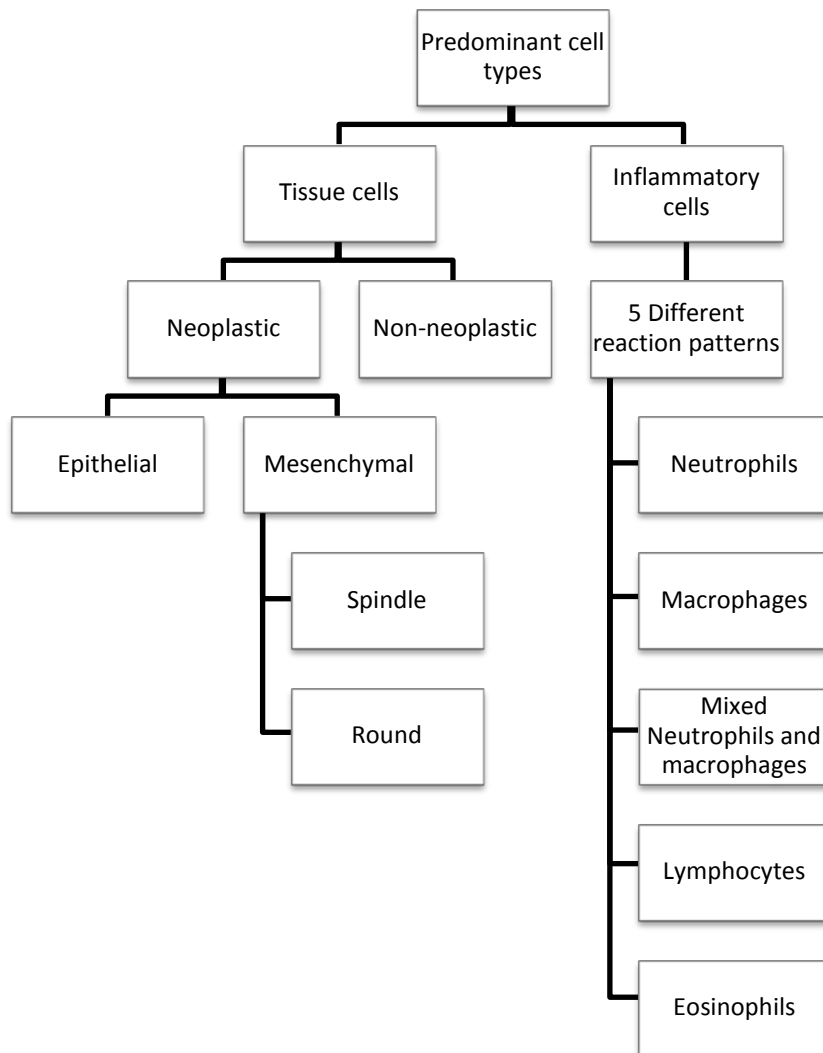 Predominant cell
types
Tissue cells
Inflammatory
cells
Neoplastic
Non-neoplastic
5 Different
reaction patterns
Epithelial
Mesenchymal
Neutrophils
Spindle
Macrophages
Round
Mixed
Neutrophils and
macrophages
Lymphocytes
Eosinophils